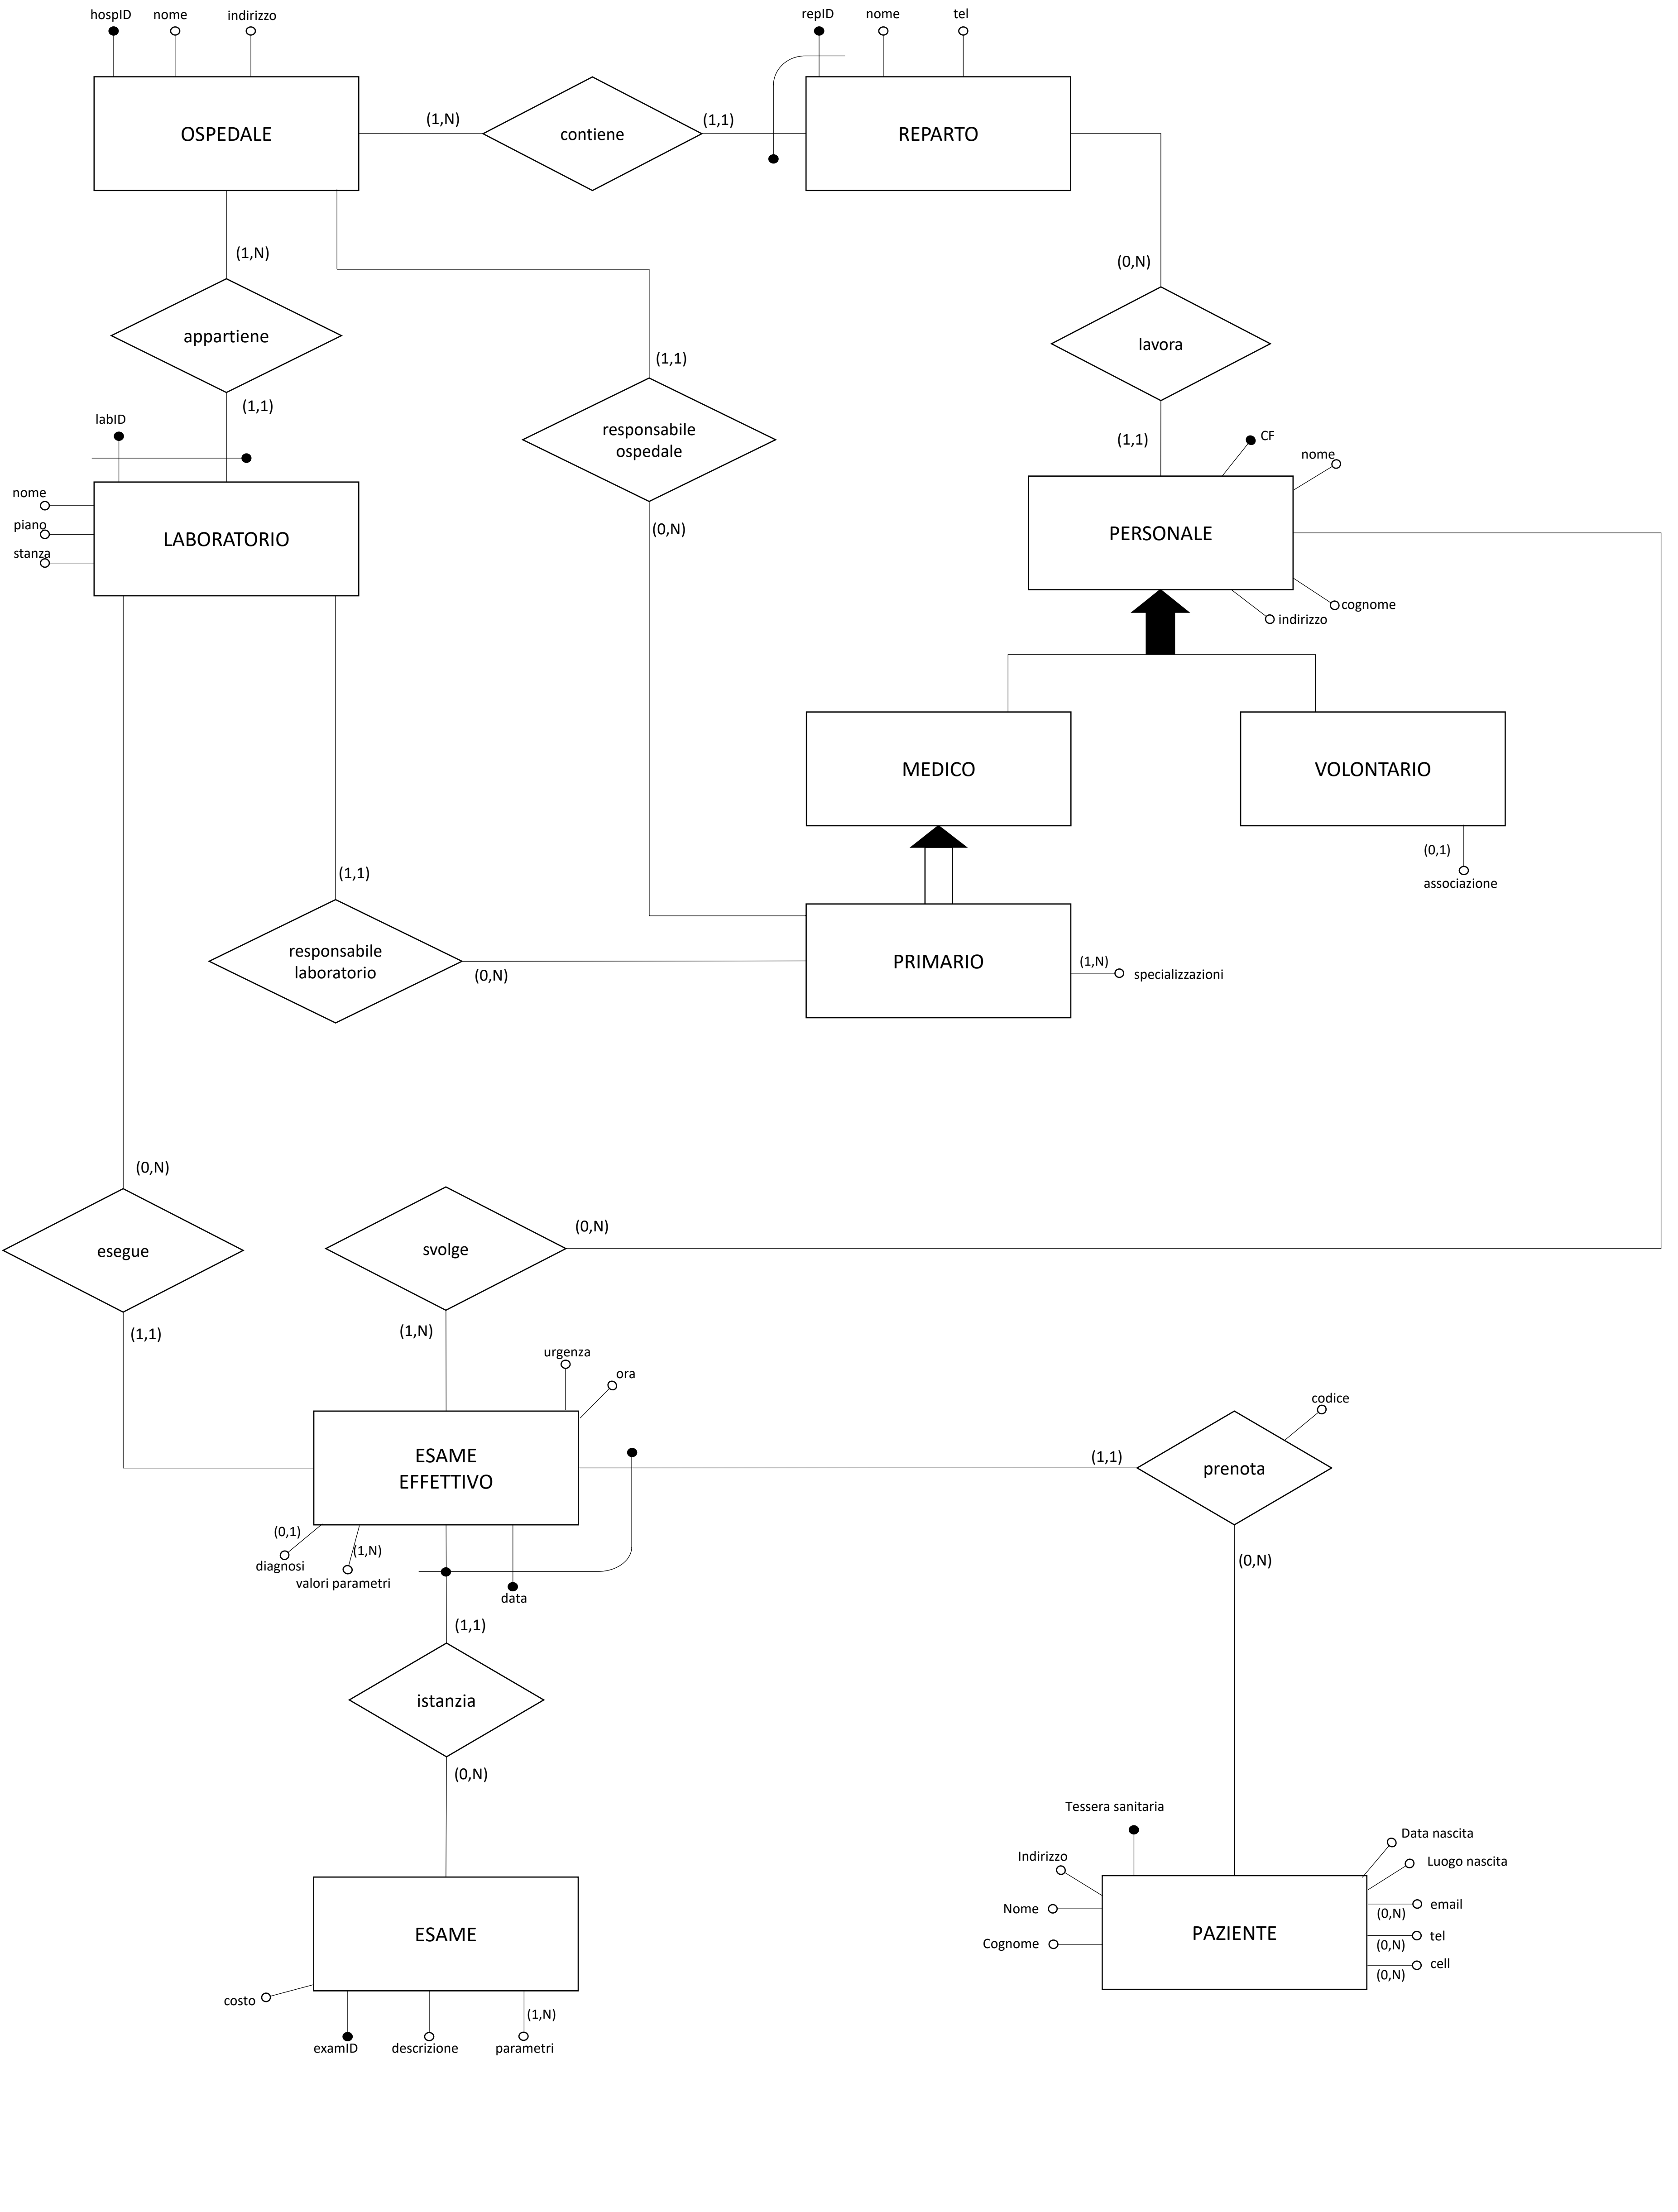 hospID nome indirizzo
repID nome tel
OSPEDALE
(1,N)
contiene
(1,1)
REPARTO
(1,N)
(0,N)
appartiene
lavora
(1,1)
(1,1)
labID
responsabile
ospedale
(1,1)
CF
nome
nome
piano
stanza
LABORATORIO
(0,N)
PERSONALE
cognome
indirizzo
MEDICO
VOLONTARIO
(0,1)
associazione
(1,1)
responsabile
laboratorio
(0,N)
PRIMARIO
(1,N)
specializzazioni
(0,N)
esegue
svolge
(0,N)
(1,1)
(1,N)
urgenza
ora
codice
ESAME
EFFETTIVO
(1,1)
prenota
(0,1)
diagnosi
(1,N)
valori parametri
data
(0,N)
(1,1)
istanzia
(0,N)
Tessera sanitaria
Indirizzo
Nome
Cognome
Data nascita
Luogo nascita
(0,N) email
(0,N) tel
(0,N) cell
PAZIENTE
ESAME
costo
examID
descrizione
(1,N)
parametri